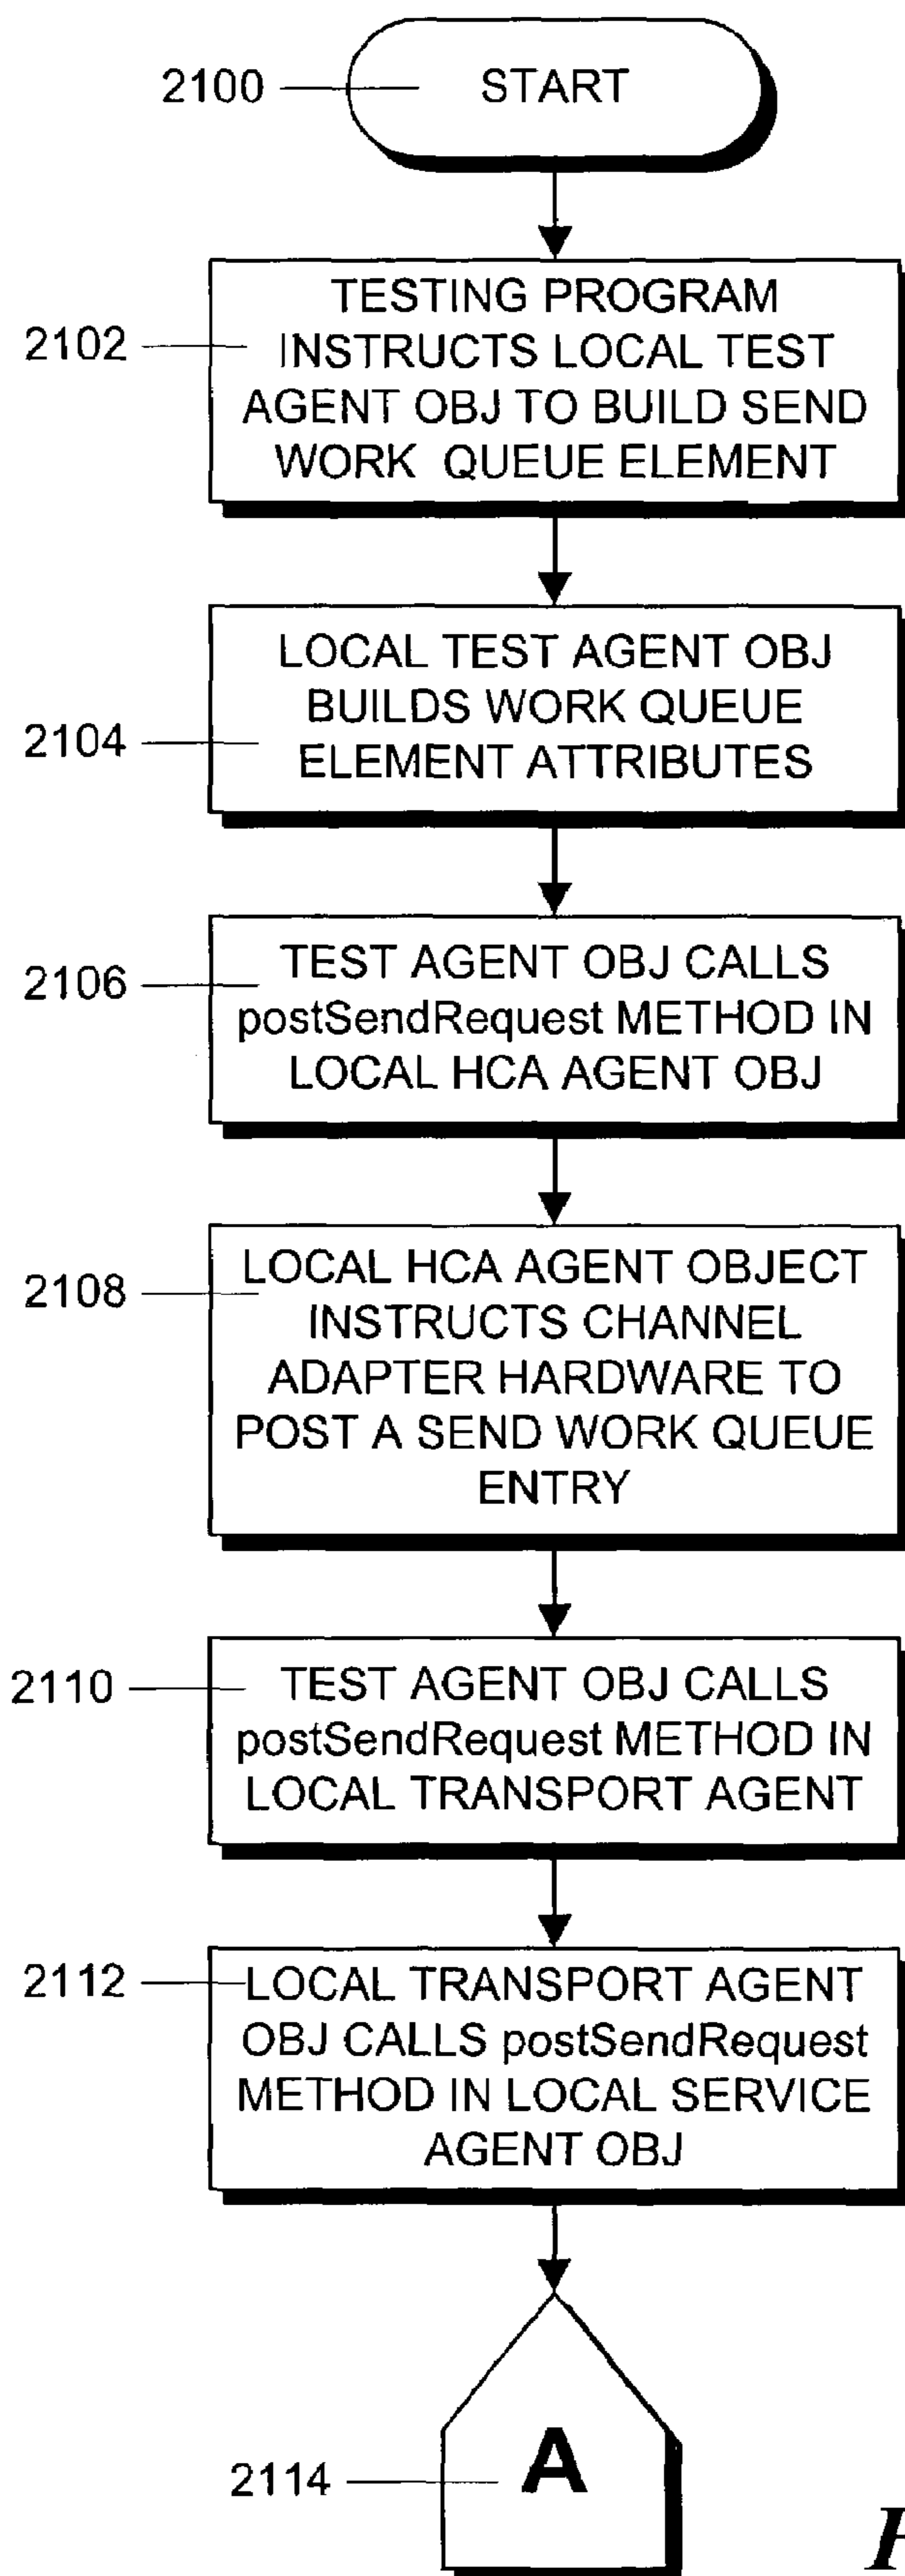 2100
START
2102
TESTING PROGRAM
INSTRUCTS LOCAL TEST
AGENT OBJ TO BUILD SEND
WORK QUEUE ELEMENT
2104
LOCAL TEST AGENT OBJ
BUILDS WORK QUEUE
ELEMENT ATTRIBUTES
2106
TEST AGENT OBJ CALLS
postSendRequest METHOD IN
LOCAL HCA AGENT OBJ
2108
LOCAL HCA AGENT OBJECT
INSTRUCTS CHANNEL
ADAPTER HARDWARE TO
POST A SEND WORK QUEUE
ENTRY
2110
TEST AGENT OBJ CALLS
postSendRequest METHOD IN
LOCAL TRANSPORT AGENT
2112
LOCAL TRANSPORT AGENT
OBJ CALLS postSendRequest
METHOD IN LOCAL SERVICE
AGENT OBJ
2114
A